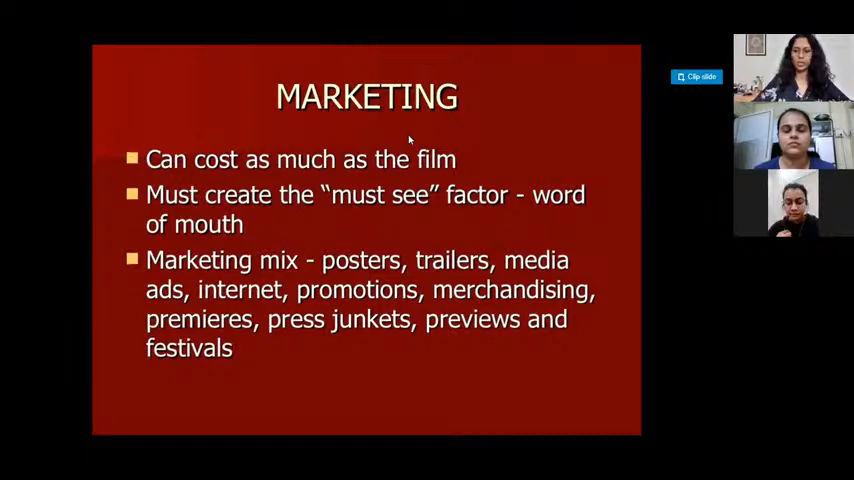 MARKETING
Can cost as much as the film
Must create the “must see” factor - word
of mouth
Marketing mix - posters, trailers, media
ads, internet, promotions, merchandising,
premieres, press junkets, previews and
festivals
Clip slide